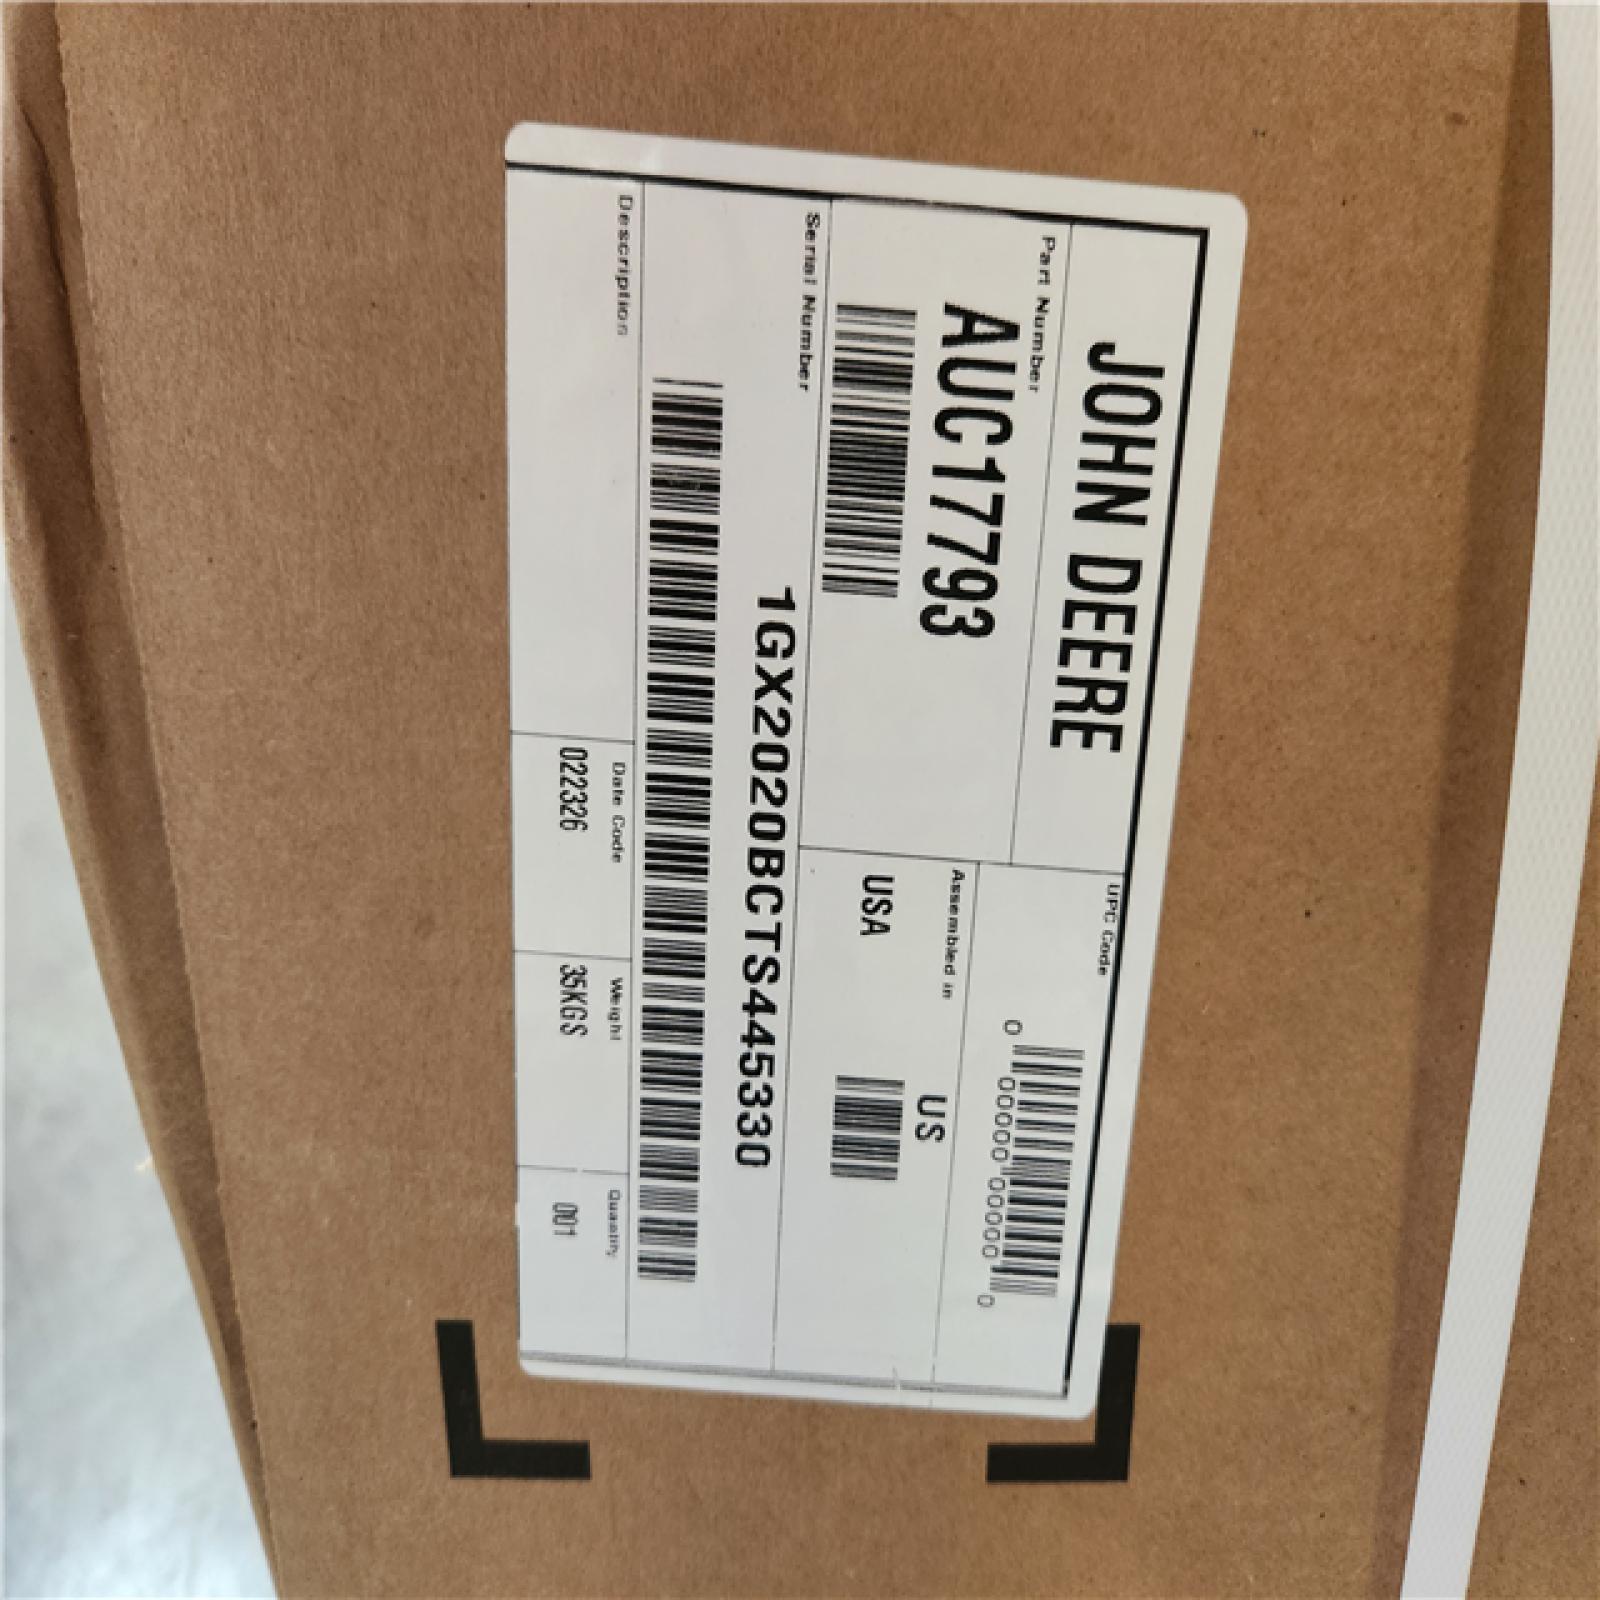 JOHN DEERE
UPC Code
0 00000 00000 0
Part Number
AUC17793
Assembled in
USA
US
Serial Number
1GX2020BCTS445330
Description
Date Code
022326
Weight
35KGS
Quantity
001